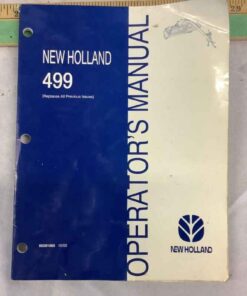 NEW HOLLAND
499
(Replaces All Previous Issues)
OPERATOR'S MANUAL
NEW HOLLAND